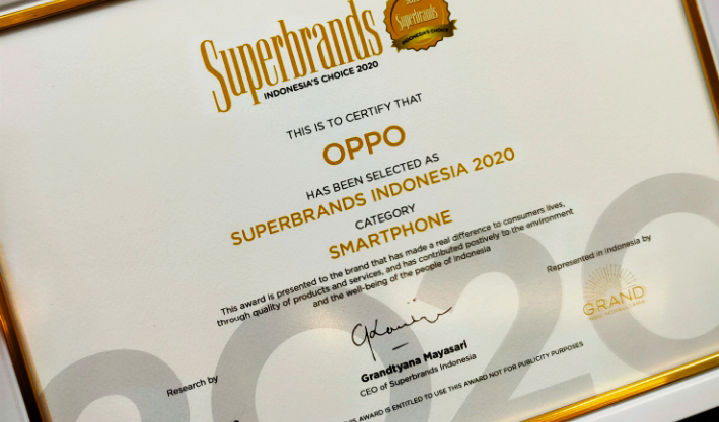 Superbrands
Superbrands
INDONESIA'S CHOICE
INDONESIA'S CHOICE 2020
THIS IS TO CERTIFY THAT
OPPO
HAS BEEN SELECTED AS
SUPERBRANDS INDONESIA 2020
CATEGORY
SMARTPHONE
This award is presented to the brand that has made a real difference to consumers lives,
through quality of products and services, and has contributed postively to the environment
and the well-being of the people of Indonesia
Represented in Indonesia by
GRAND
2020
Research by
Grandtyana Mayasari
CEO of Superbrands Indonesia
AWARD IS ENTITLED TO USE THIS AWARD NOT FOR PUBLICITY PURPOSES